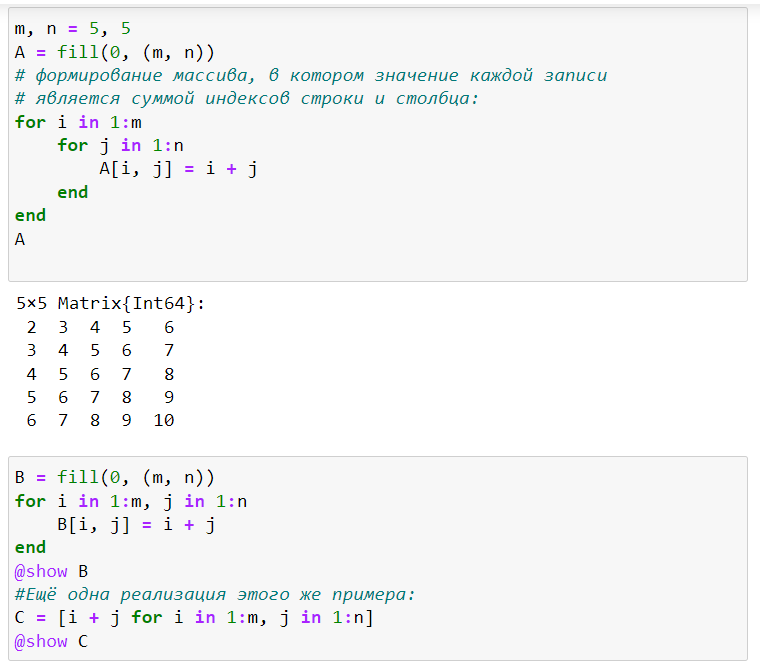 m, n = 5, 5
A = fill(0, (m, n))
# формирование массива, в котором значение каждой записи
# является суммой индексов строки и столбца:
for i in 1:m
    for j in 1:n
        A[i, j] = i + j
    end
end
A
5×5 Matrix{Int64}:
 2  3  4  5   6
 3  4  5  6   7
 4  5  6  7   8
 5  6  7  8   9
 6  7  8  9  10
B = fill(0, (m, n))
for i in 1:m, j in 1:n
    B[i, j] = i + j
end
@show B
#Ещё одна реализация этого же примера:
C = [i + j for i in 1:m, j in 1:n]
@show C